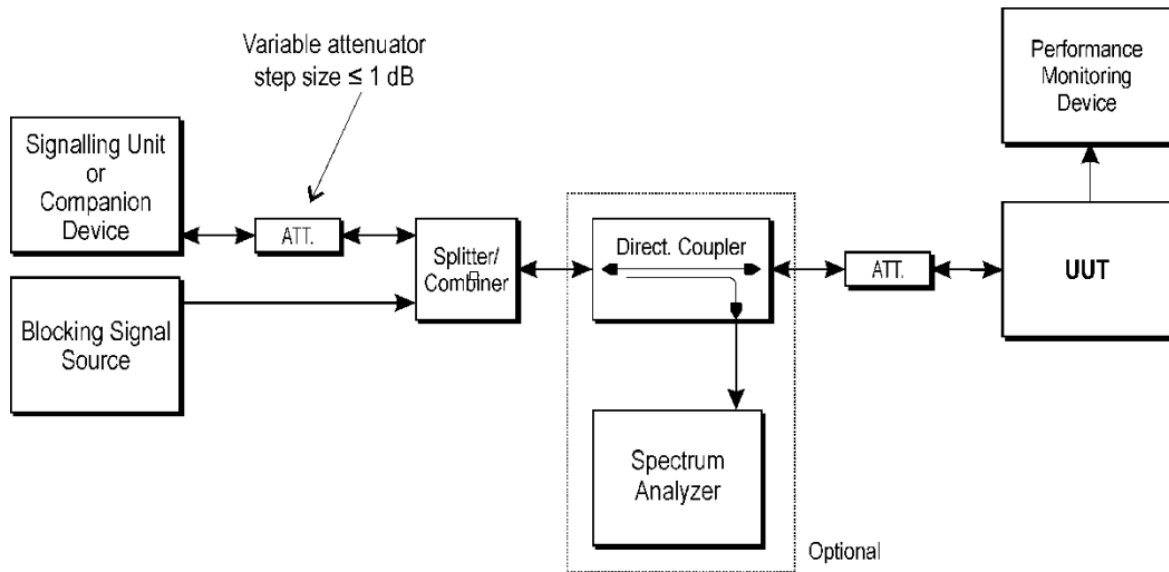 Variable attenuator
step size ≤ 1 dB
Performance
Monitoring
Device
Signalling Unit
or
Companion
Device
ATT.
Splitter/
Combiner
Direct. Coupler
ATT.
UUT
Blocking Signal
Source
Spectrum
Analyzer
Optional